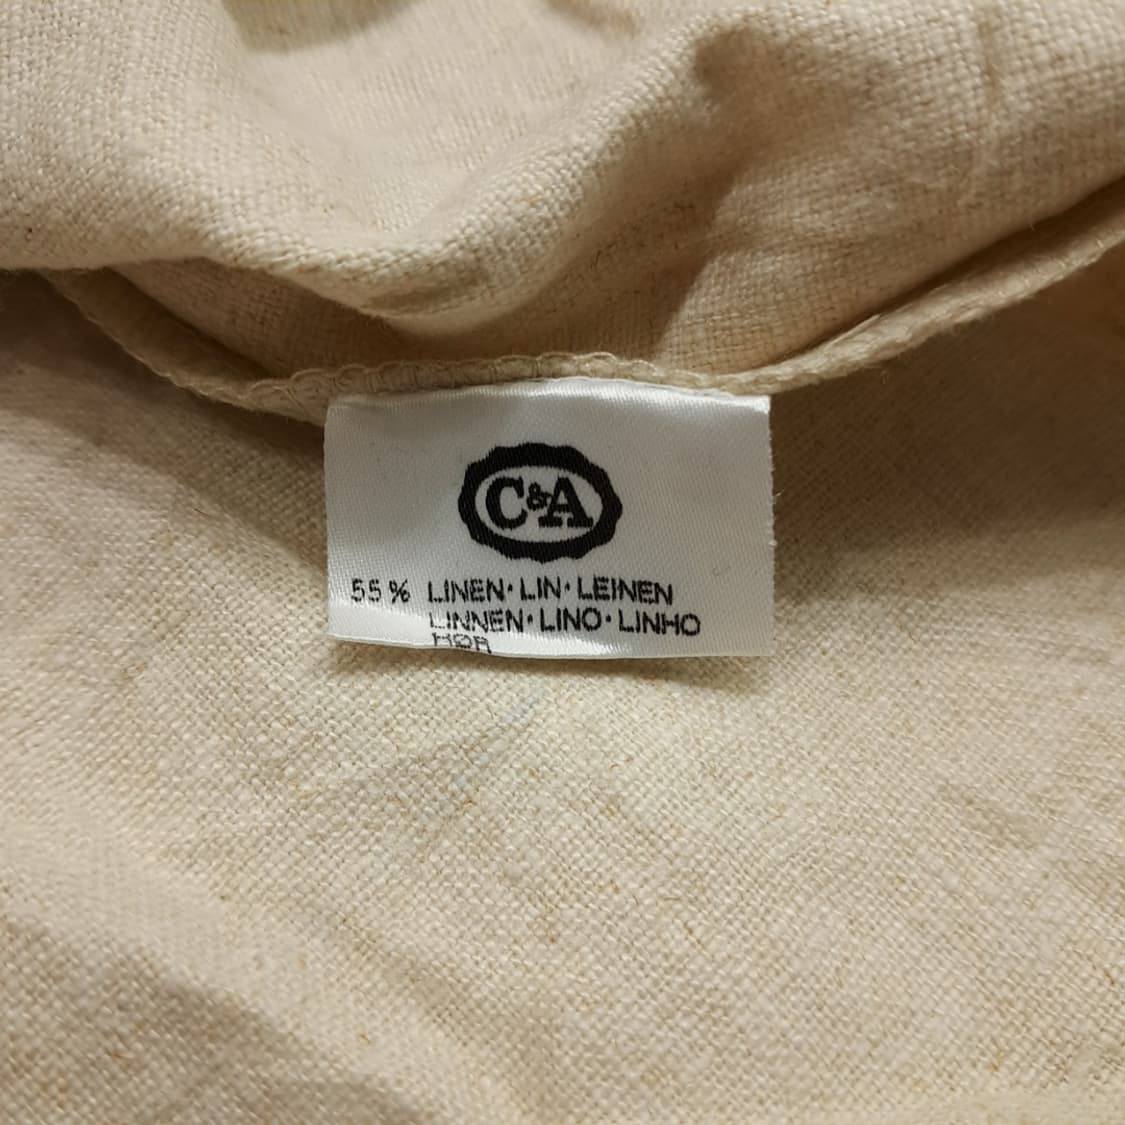 C&A
55% LINEN · LIN · LEINEN
LINNEN · LINO · LINHO
HØR